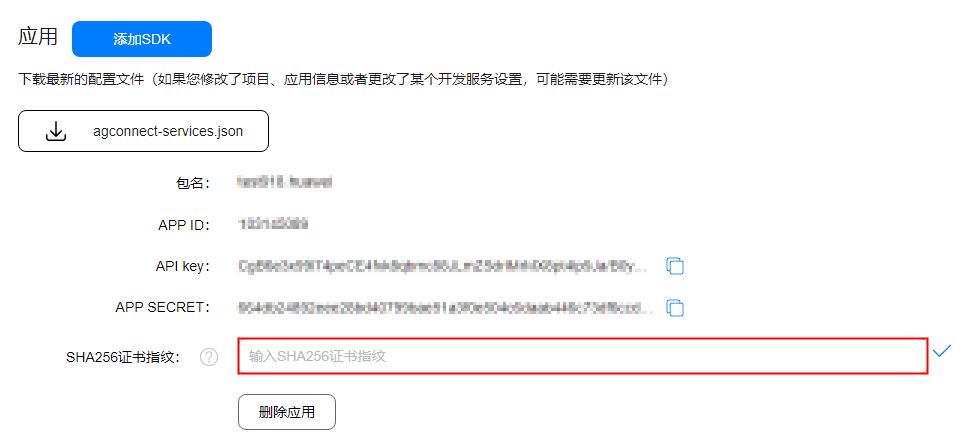 应用 添加SDK
下载最新的配置文件（如果您修改了项目、应用信息或者更改了某个开发服务设置，可能需要更新该文件）
agconnect-services.json
包名：
APP ID：
API key：
APP SECRET：
SHA256证书指纹： ? 输入SHA256证书指纹
删除应用